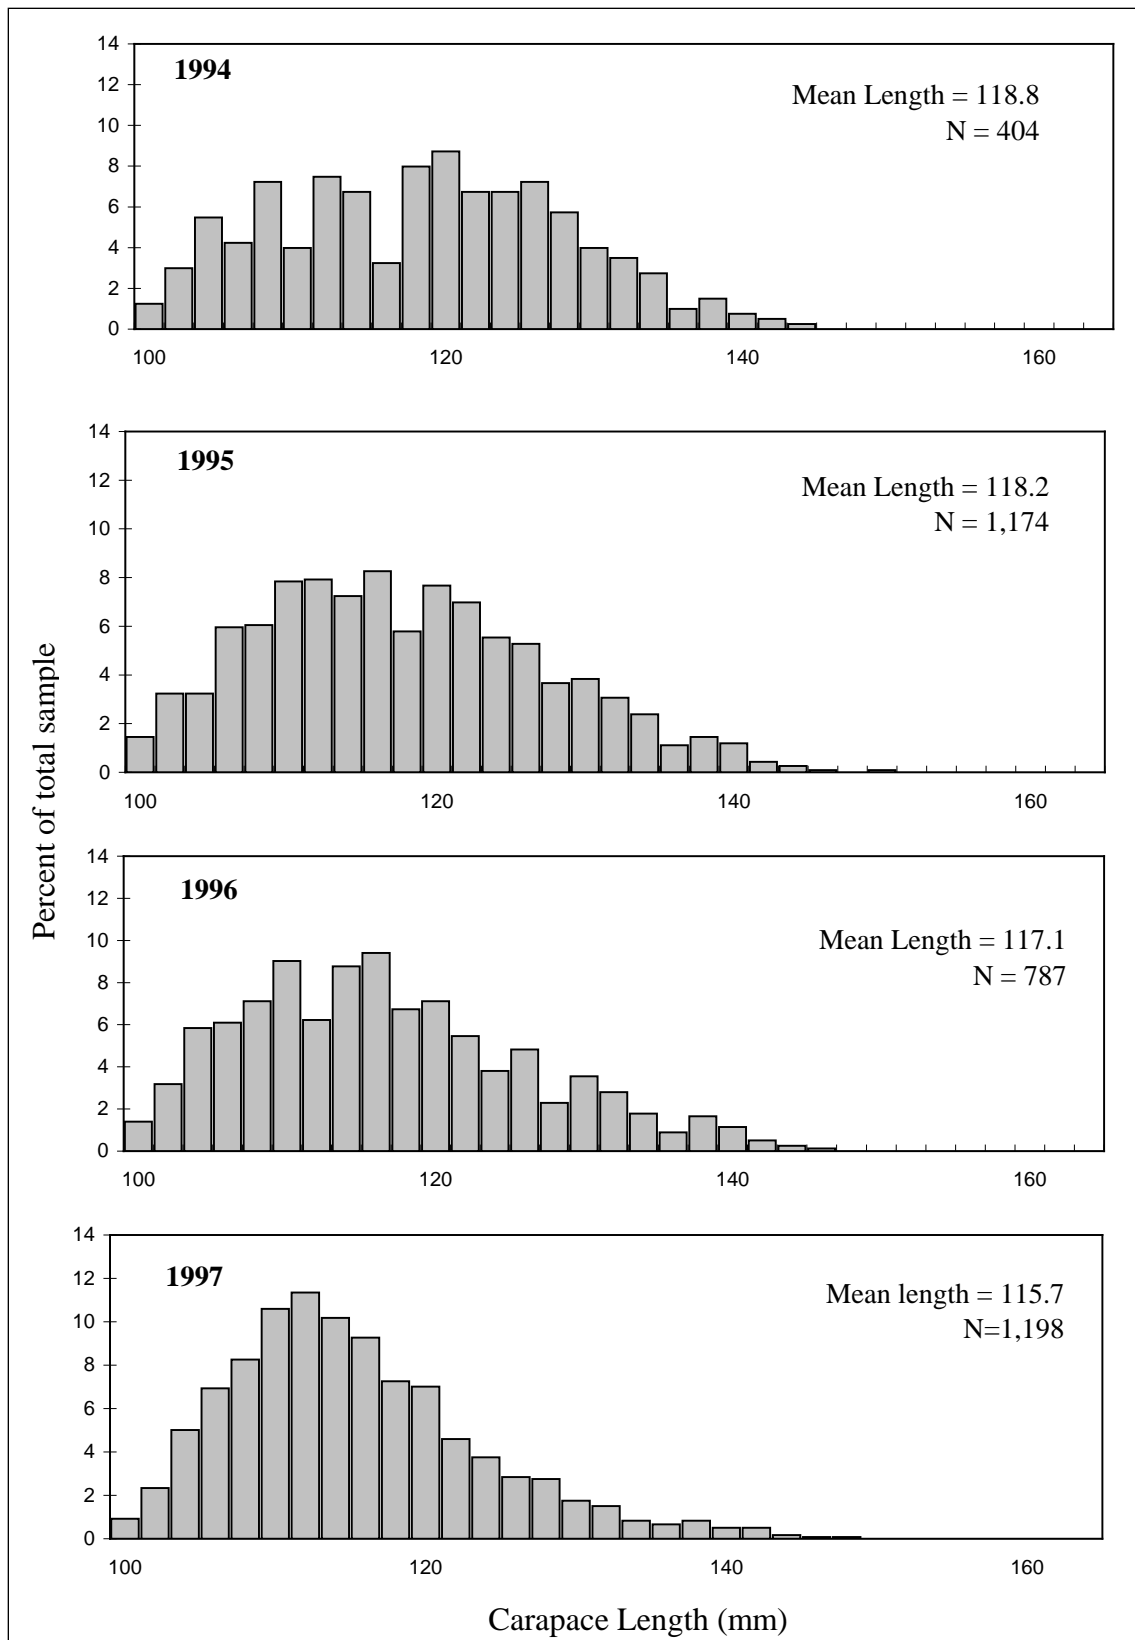 14
1994
12
Mean Length = 118.8
10
N = 404
8
6
4
2
0
100 120 140 160
14
1995
12
Mean Length = 118.2
10
N = 1,174
8
6
4
2
0
100 120 140 160
14
1996
12
10
Mean Length = 117.1
8
N = 787
6
4
2
0
100 120 140 160
14
1997
12
Mean length = 115.7
10
N=1,198
8
6
4
2
0
100 120 140 160
Percent of total sample
Carapace Length (mm)